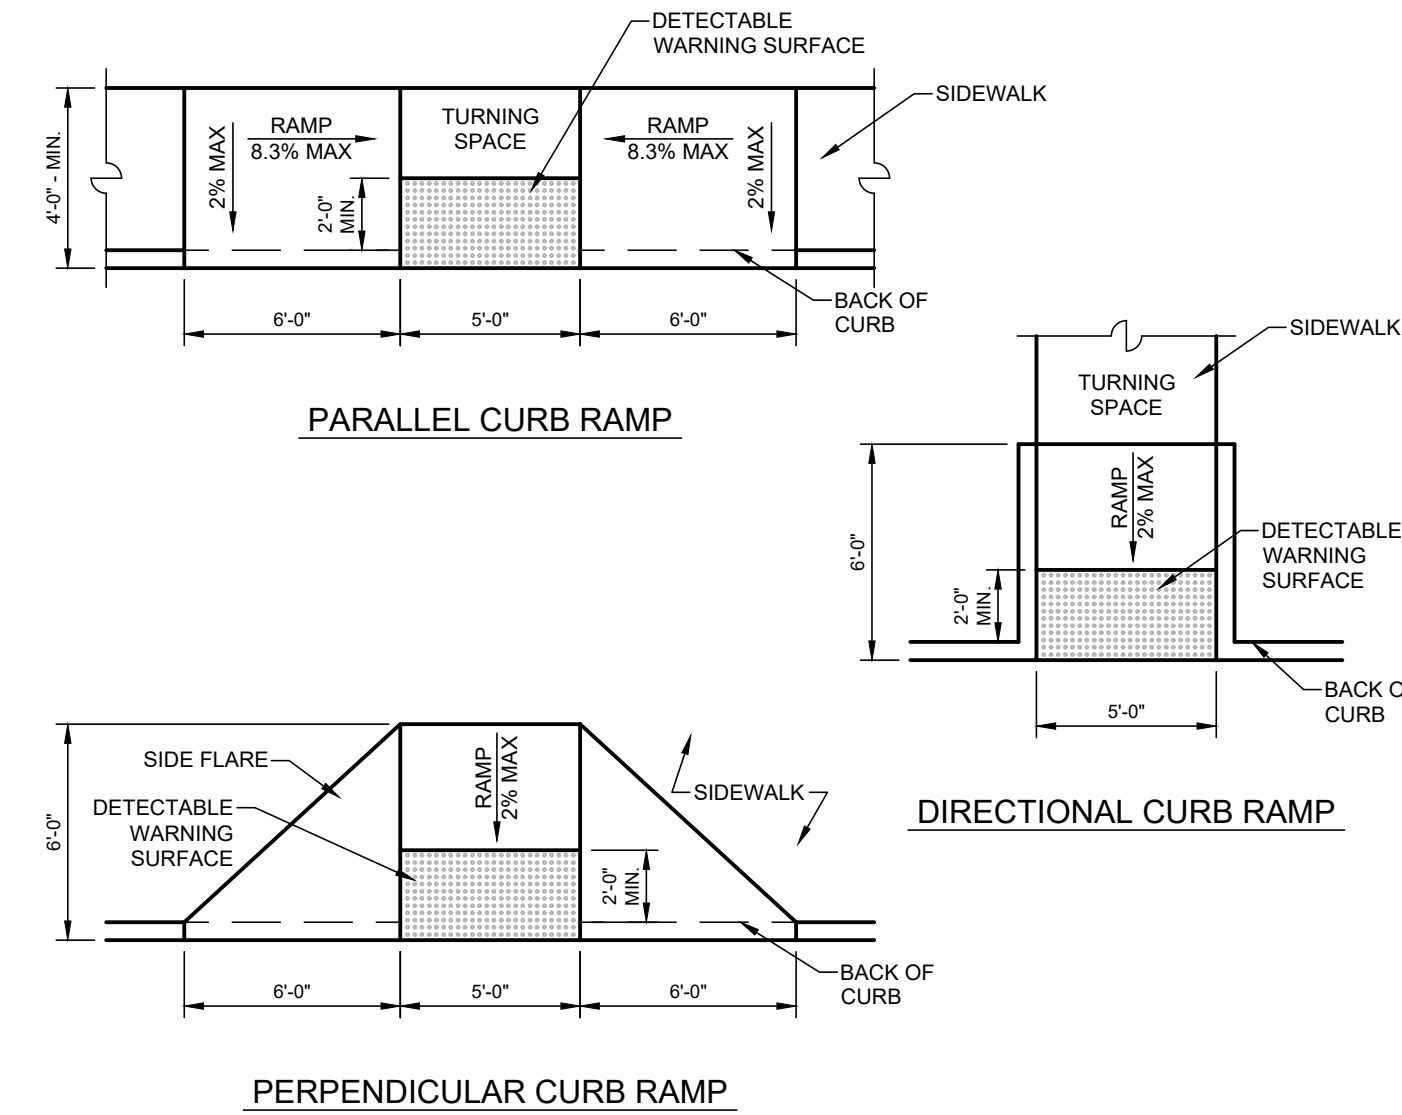 DETECTABLE
WARNING SURFACE
SIDEWALK
4'-0" - MIN.
2% MAX
RAMP
8.3% MAX
TURNING
SPACE
RAMP
8.3% MAX
2% MAX
2'-0"
MIN.
6'-0"
5'-0"
6'-0"
BACK OF
CURB
PARALLEL CURB RAMP
SIDEWALK
TURNING
SPACE
6'-0"
RAMP
2% MAX
DETECTABLE
WARNING
SURFACE
2'-0"
MIN.
BACK O
CURB
5'-0"
DIRECTIONAL CURB RAMP
6'-0"
SIDE FLARE
DETECTABLE
WARNING
SURFACE
RAMP
2% MAX
SIDEWALK
2'-0"
MIN.
BACK OF
CURB
6'-0"
5'-0"
6'-0"
PERPENDICULAR CURB RAMP